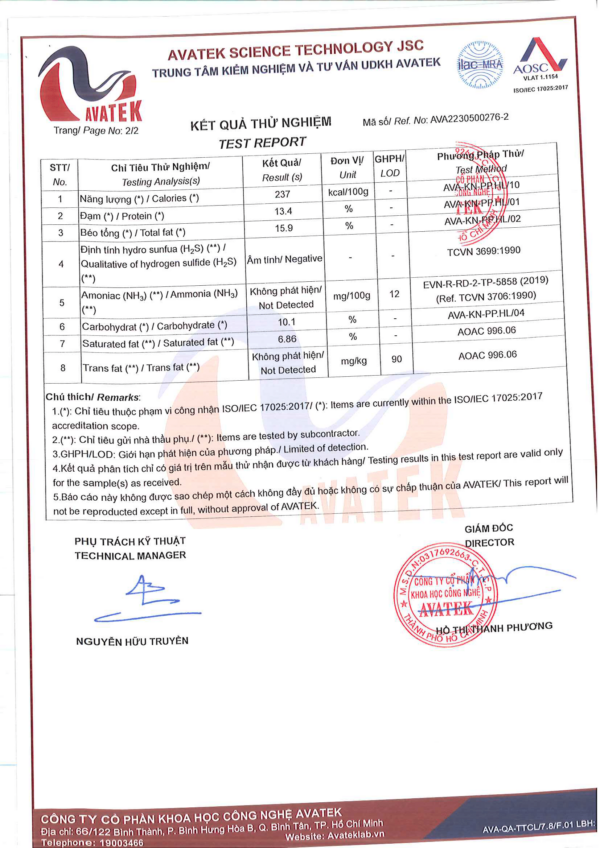 AVATEK SCIENCE TECHNOLOGY JSC
TRUNG TÂM KIỂM NGHIỆM VÀ TƯ VẤN UDKH AVATEK
AVATEK
ilac-MRA
AOSC
VLAT 1.1154
ISO/IEC 17025:2017
Trang/ Page No: 2/2
KẾT QUẢ THỬ NGHIỆM
Mã số/ Ref. No: AVA2230500276-2
TEST REPORT
STT/ No. Chỉ Tiêu Thử Nghiệm/ Testing Analysis(s) Kết Quả/ Result (s) Đơn Vị/ Unit GHPH/ LOD Phương Pháp Thử/ Test Method
1 Năng lượng (*) / Calories (*) 237 kcal/100g - AVA-KN-PP.HL/10
2 Đạm (*) / Protein (*) 13.4 % - AVA-KN-PP.HL/01
3 Béo tổng (*) / Total fat (*) 15.9 % - AVA-KN-PP.HL/02
4 Định tính hydro sunfua (H₂S) (**) / Qualitative of hydrogen sulfide (H₂S) (**) Âm tính/ Negative - - TCVN 3699:1990
5 Amoniac (NH₃) (**) / Ammonia (NH₃) (**) Không phát hiện/ Not Detected mg/100g 12 EVN-R-RD-2-TP-5858 (2019) (Ref. TCVN 3706:1990)
6 Carbohydrat (*) / Carbohydrate (*) 10.1 % - AVA-KN-PP.HL/04
7 Saturated fat (**) / Saturated fat (**) 6.86 % - AOAC 996.06
8 Trans fat (**) / Trans fat (**) Không phát hiện/ Not Detected mg/kg 90 AOAC 996.06
Chú thích/ Remarks:
1.(*): Chỉ tiêu thuộc phạm vi công nhận ISO/IEC 17025:2017/ (*): Items are currently within the ISO/IEC 17025:2017
accreditation scope.
2.(**): Chỉ tiêu gửi nhà thầu phụ./ (**): Items are tested by subcontractor.
3.GHPH/LOD: Giới hạn phát hiện của phương pháp./ Limited of detection.
4.Kết quả phân tích chỉ có giá trị trên mẫu thử nhận được từ khách hàng/ Testing results in this test report are valid only
for the sample(s) as received.
5.Báo cáo này không được sao chép một cách không đầy đủ hoặc không có sự chấp thuận của AVATEK/ This report will
not be reproduced except in full, without approval of AVATEK.
AVATEK
PHỤ TRÁCH KỸ THUẬT
TECHNICAL MANAGER
GIÁM ĐỐC
DIRECTOR
M.S.D.N:0317692663-C.T.C.P
CÔNG TY CỔ PHẦN
KHOA HỌC CÔNG NGHỆ
AVATEK
THÀNH PHỐ HỒ CHÍ MINH
NGUYỄN HỮU TRUYỀN
HỒ THỊ THANH PHƯƠNG
CÔNG TY CỔ PHẦN KHOA HỌC CÔNG NGHỆ AVATEK
Địa chỉ: 66/122 Bình Thành, P. Bình Hưng Hòa B, Q. Bình Tân, TP. Hồ Chí Minh
Telephone: 19003466
Website: Avateklab.vn
AVA-QA-TTCL/7.8/F.01 LBH: